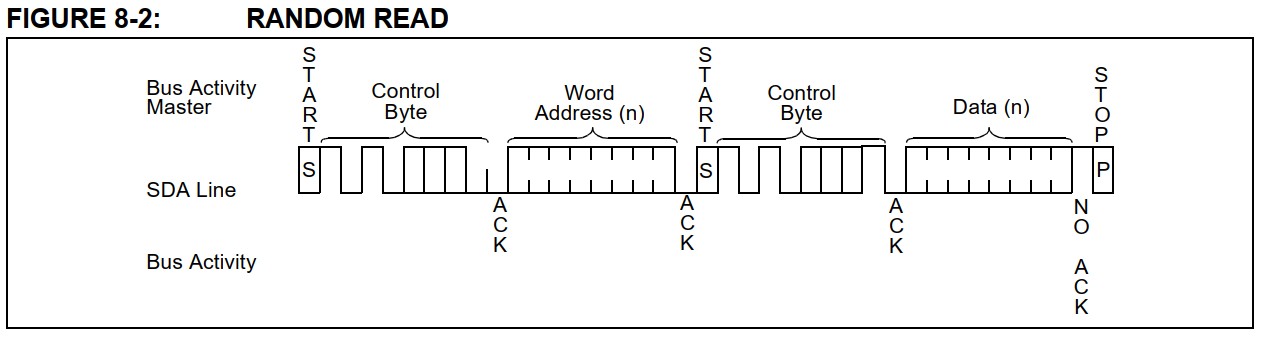 FIGURE 8-2: RANDOM READ
Bus Activity
Master
SDA Line
Bus Activity
START
Control
Byte
Word
Address (n)
START
Control
Byte
Data (n)
STOP
S
S
P
ACK
ACK
ACK
NO ACK